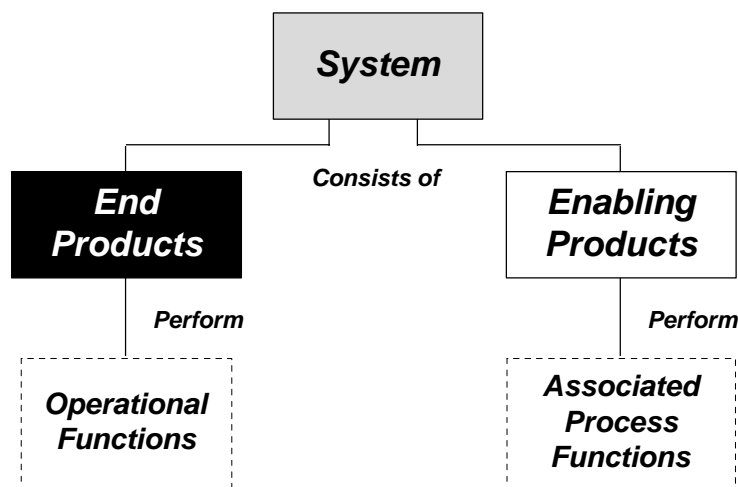 System
Consists of
End
Products
Enabling
Products
Perform
Perform
Operational
Functions
Associated
Process
Functions